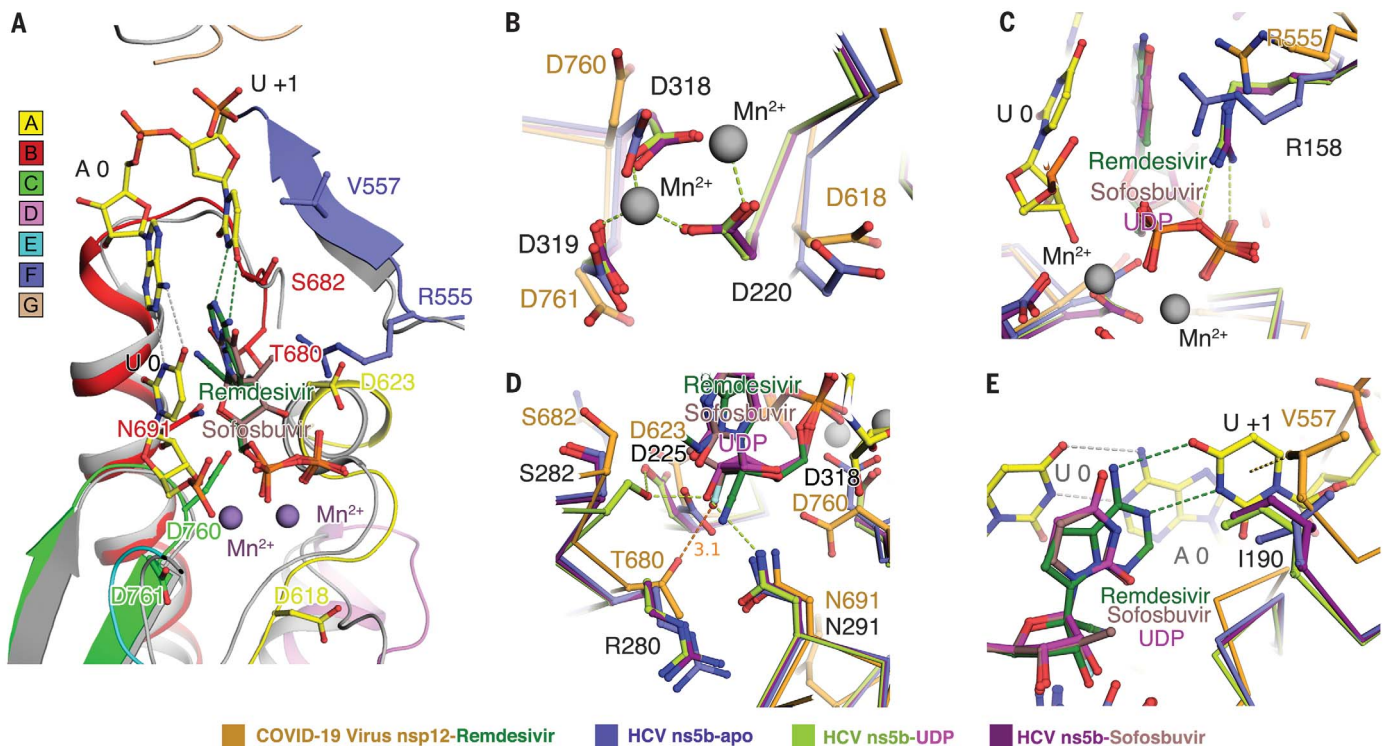 A
U +1
A 0
A
B
C
D
E
F
G
V557
S682
R555
U 0
T680
D623
Remdesivir
N691
Sofosbuvir
D760
Mn²⁺
Mn²⁺
D761
D618
B
D760
D318
Mn²⁺
Mn²⁺
D618
D319
D220
D761
C
R555
U 0
R158
Remdesivir
Sofosbuvir
UDP
Mn²⁺
Mn²⁺
D
Remdesivir
S682
Sofosbuvir
D623
UDP
D225
S282
D318
D760
3.1
T680
N691
N291
R280
E
V557
U +1
U 0
I190
A 0
Remdesivir
Sofosbuvir
UDP
COVID-19 Virus nsp12-Remdesivir
HCV ns5b-apo
HCV ns5b-UDP
HCV ns5b-Sofosbuvir